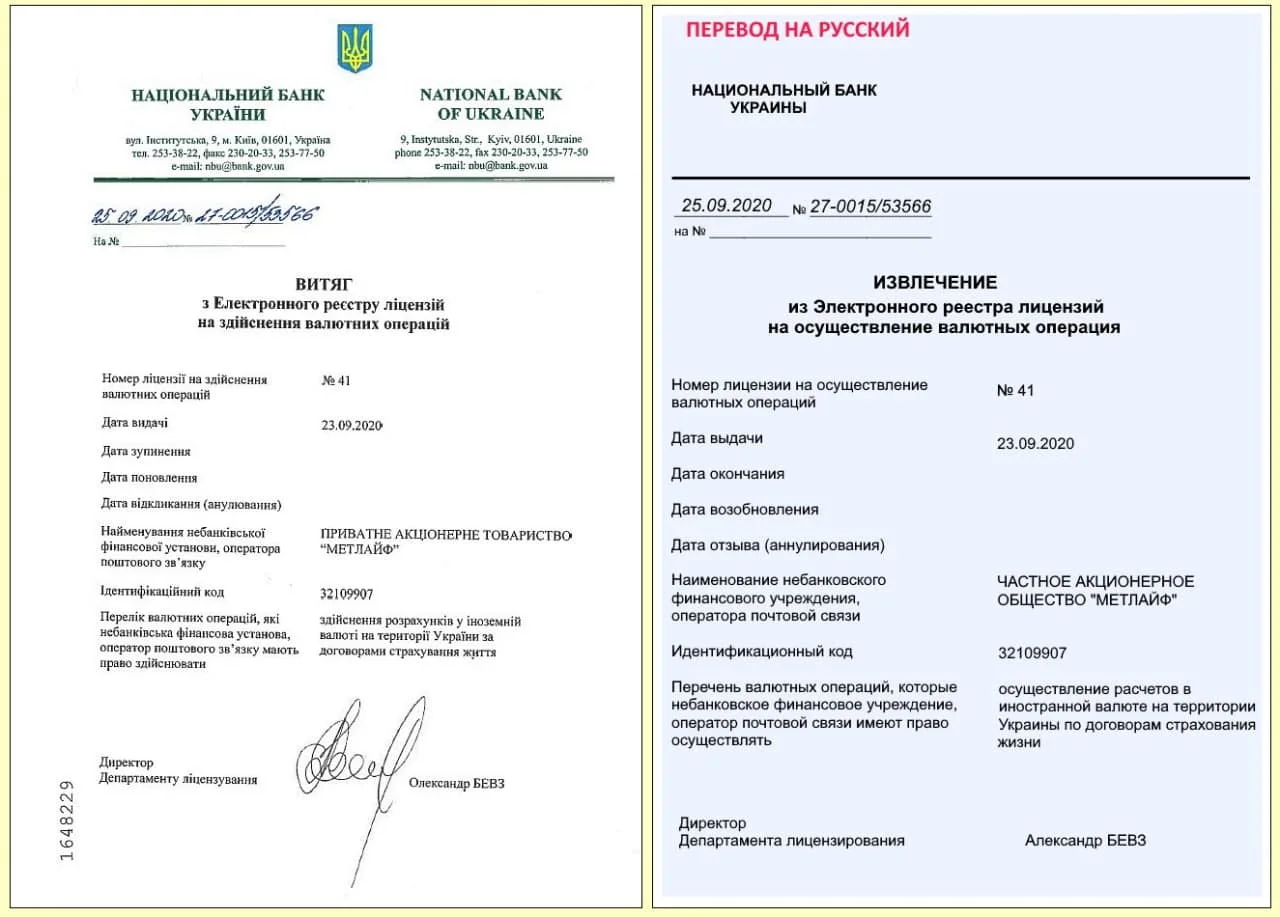 НАЦІОНАЛЬНИЙ БАНК
УКРАЇНИ
вул. Інститутська, 9, м. Київ, 01601, Україна
тел. 253-38-22, факс 230-20-33, 253-77-50
e-mail: nbu@bank.gov.ua
NATIONAL BANK
OF UKRAINE
9, Instytutska, Str., Kyiv, 01601, Ukraine
phone 253-38-22, fax 230-20-33, 253-77-50
e-mail: nbu@bank.gov.ua
25.09.2020 № 27-0015/53566
На №
ВИТЯГ
з Електронного реєстру ліцензій
на здійснення валютних операцій
Номер ліцензії на здійснення
валютних операцій
№ 41
Дата видачі
23.09.2020
Дата зупинення
Дата поновлення
Дата відкликання (анулювання)
Найменування небанківської
фінансової установи, оператора
поштового зв’язку
ПРИВАТНЕ АКЦІОНЕРНЕ ТОВАРИСТВО
“МЕТЛАЙФ”
Ідентифікаційний код
32109907
Перелік валютних операцій, які
небанківська фінансова установа,
оператор поштового зв’язку мають
право здійснювати
здійснення розрахунків у іноземній
валюті на території України за
договорами страхування життя
Директор
Департаменту ліцензування
Олександр БЕВЗ
1648229
ПЕРЕВОД НА РУССКИЙ
НАЦИОНАЛЬНЫЙ БАНК
УКРАИНЫ
25.09.2020 № 27-0015/53566
на №
ИЗВЛЕЧЕНИЕ
из Электронного реестра лицензий
на осуществление валютных операция
Номер лицензии на осуществление
валютных операций
№ 41
Дата выдачи
23.09.2020
Дата окончания
Дата возобновления
Дата отзыва (аннулирования)
Наименование небанковского
финансового учреждения,
оператора почтовой связи
ЧАСТНОЕ АКЦИОНЕРНОЕ
ОБЩЕСТВО "МЕТЛАЙФ"
Идентификационный код
32109907
Перечень валютных операций, которые
небанковское финансовое учреждение,
оператор почтовой связи имеют право
осуществлять
осуществление расчетов в
иностранной валюте на территории
Украины по договорам страхования
жизни
Директор
Департамента лицензирования
Александр БЕВЗ